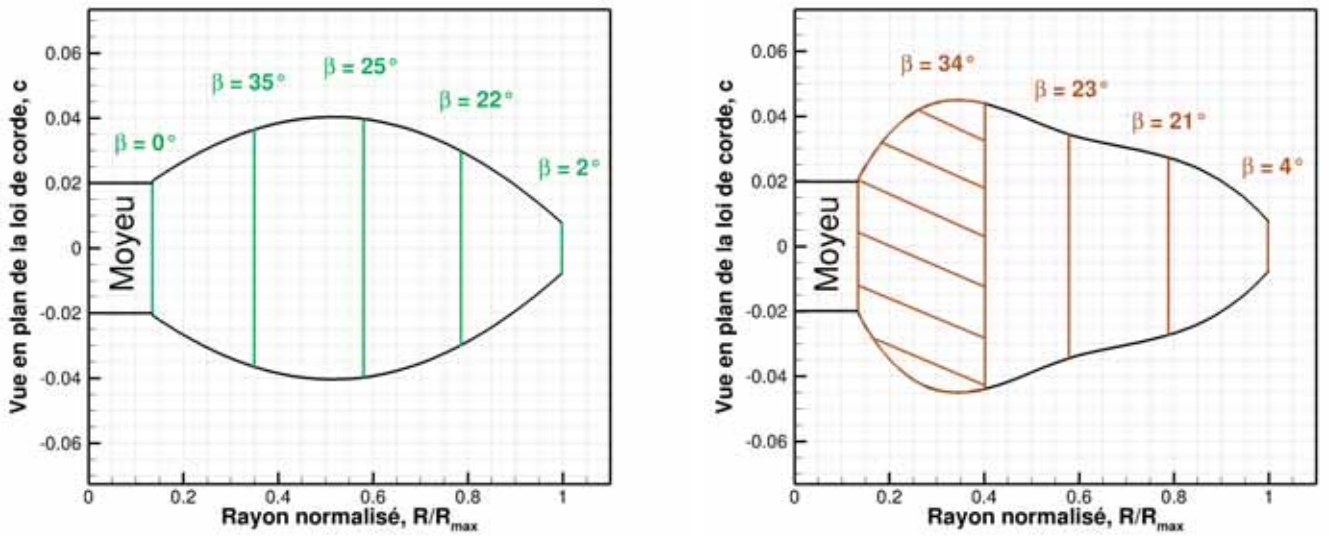 Vue en plan de la loi de corde, c
0.06
0.04
0.02
0
-0.02
-0.04
-0.06
β = 0°
β = 35°
β = 25°
β = 22°
β = 2°
Moyeu
0 0.2 0.4 0.6 0.8 1
Rayon normalisé, R/Rmax
Vue en plan de la loi de corde, c
0.06
0.04
0.02
0
-0.02
-0.04
-0.06
β = 34°
β = 23°
β = 21°
β = 4°
Moyeu
0 0.2 0.4 0.6 0.8 1
Rayon normalisé, R/Rmax